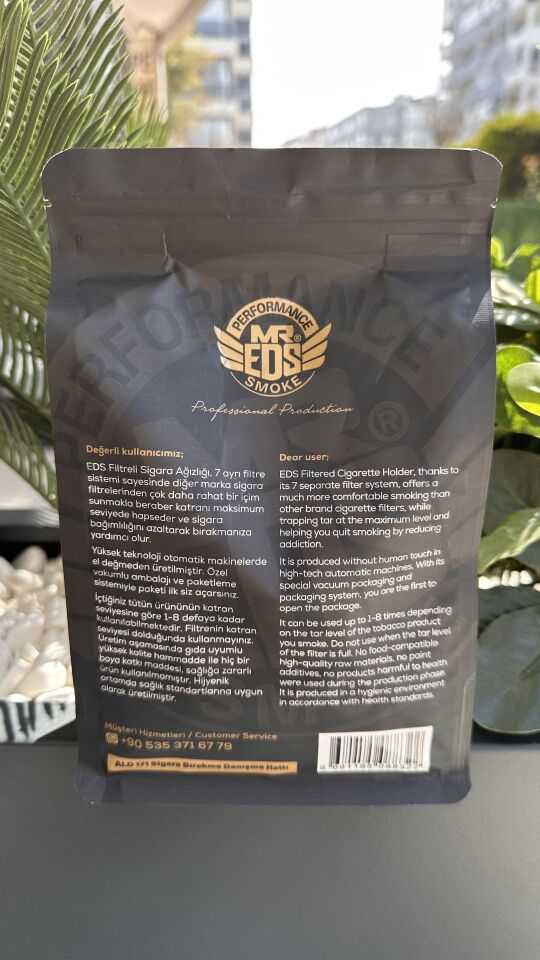 PERFORMANCE
MR®
EDS
SMOKE
Professional Production
Değerli kullanıcımız;
EDS Filtreli Sigara Ağızlığı, 7 ayrı filtre
sistemi sayesinde diğer marka sigara
filtrelerinden çok daha rahat bir içim
sunmakla beraber katranı maksimum
seviyede hapseder ve sigara
bağımlılığını azaltarak bırakmanıza
yardımcı olur.
Yüksek teknoloji otomatik makinelerde
el değmeden üretilmiştir. Özel
vakumlu ambalajı ve paketleme
sistemiyle paketi ilk siz açarsınız.
İçtiğiniz tütün ürününün katran
seviyesine göre 1-8 defaya kadar
kullanılabilmektedir. Filtrenin katran
seviyesi dolduğunda kullanmayınız.
Üretim aşamasında gıda uyumlu
yüksek kalite hammadde ile hiç bir
boya katkı maddesi, sağlığa zararlı
ürün kullanılmamıştır. Hijyenik
ortamda sağlık standartlarına uygun
olarak üretilmiştir.
Dear user;
EDS Filtered Cigarette Holder, thanks to
its 7 separate filter system, offers a
much more comfortable smoking than
other brand cigarette filters, while
trapping tar at the maximum level and
helping you quit smoking by reducing
addiction.
It is produced without human touch in
high-tech automatic machines. With its
special vacuum packaging and
packaging system, you are the first to
open the package.
It can be used up to 1-8 times depending
on the tar level of the tobacco product
you smoke. Do not use when the tar level
of the filter is full. No food-compatible
high-quality raw materials, no paint
additives, no products harmful to health
were used during the production phase.
It is produced in a hygienic environment
in accordance with health standards.
Müşteri Hizmetleri / Customer Service
+90 535 371 67 79
ALO 171 Sigara Bırakma Danışma Hattı